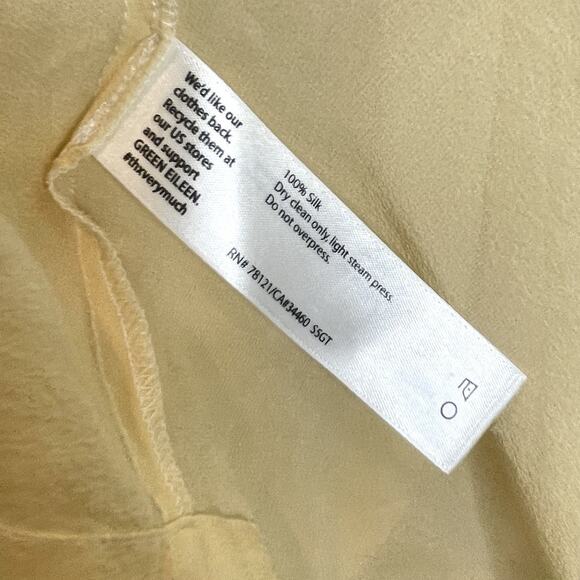 We'd like our
clothes back.
Recycle them at
our US stores
and support
GREEN EILEEN.
#thxverymuch
100% Silk
Dry clean only, light steam press.
Do not overpress.
RN# 78121/CA#34460 SSGT